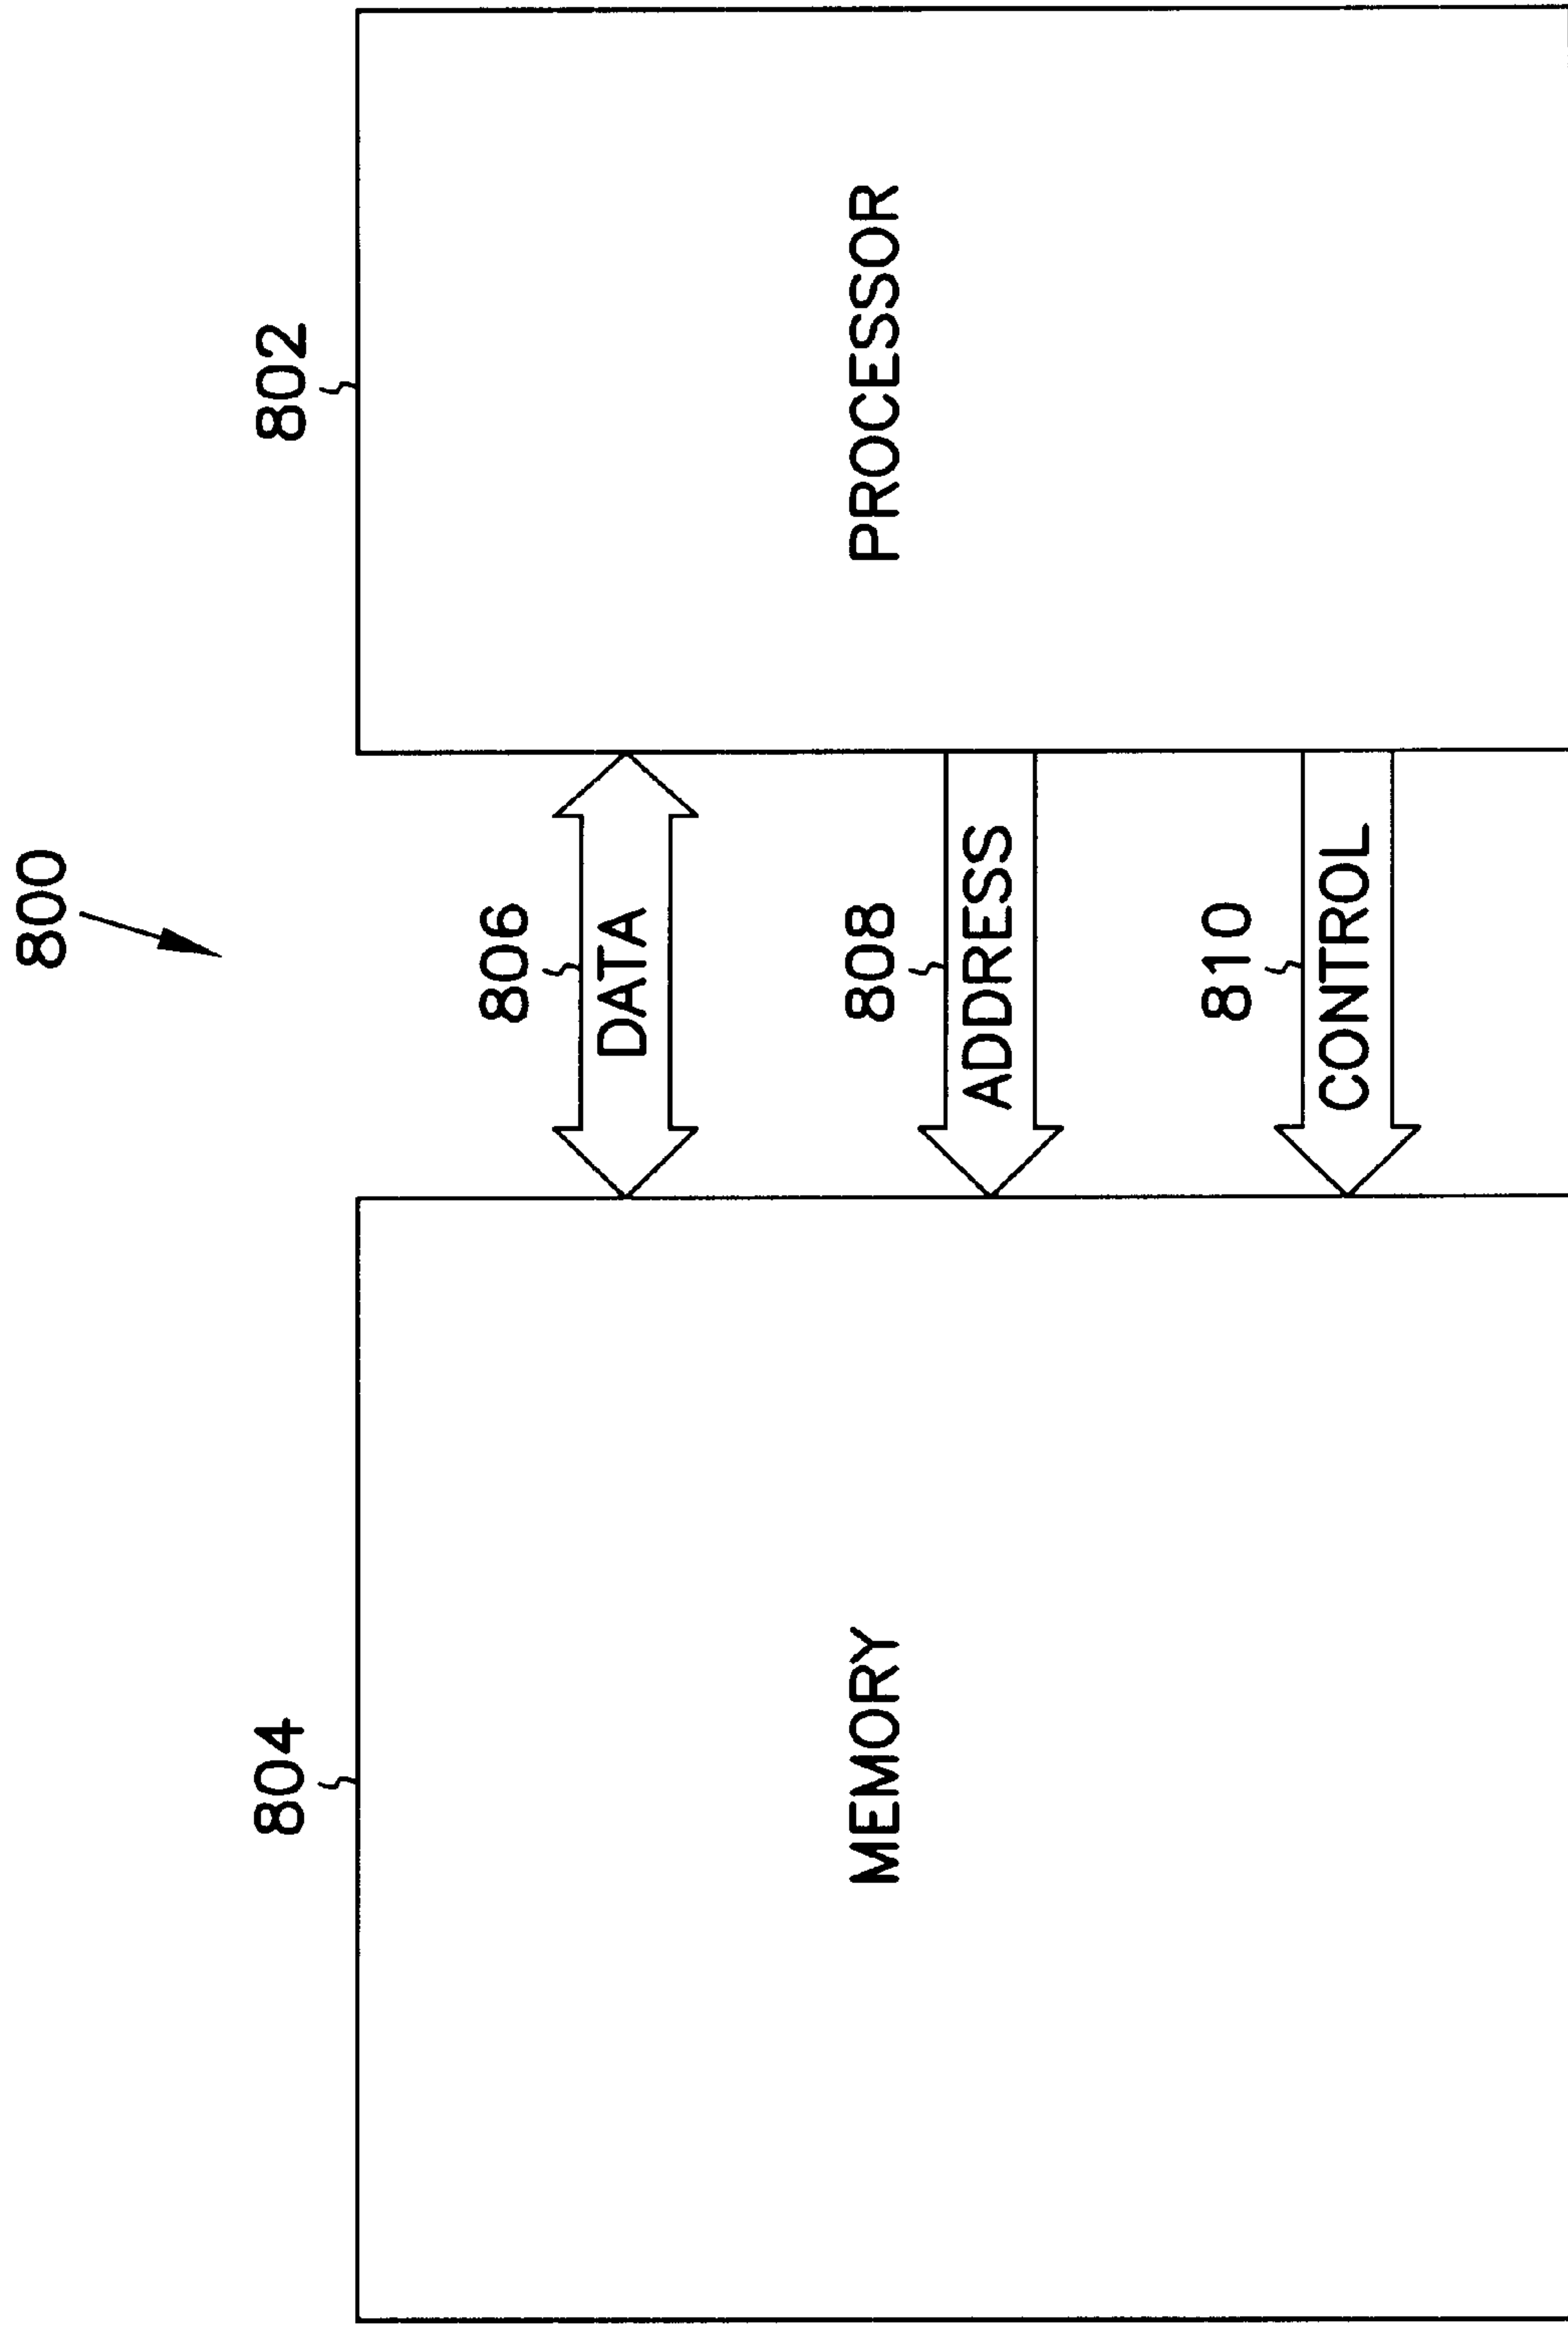 800
804
802
MEMORY
PROCESSOR
806
DATA
808
ADDRESS
810
CONTROL